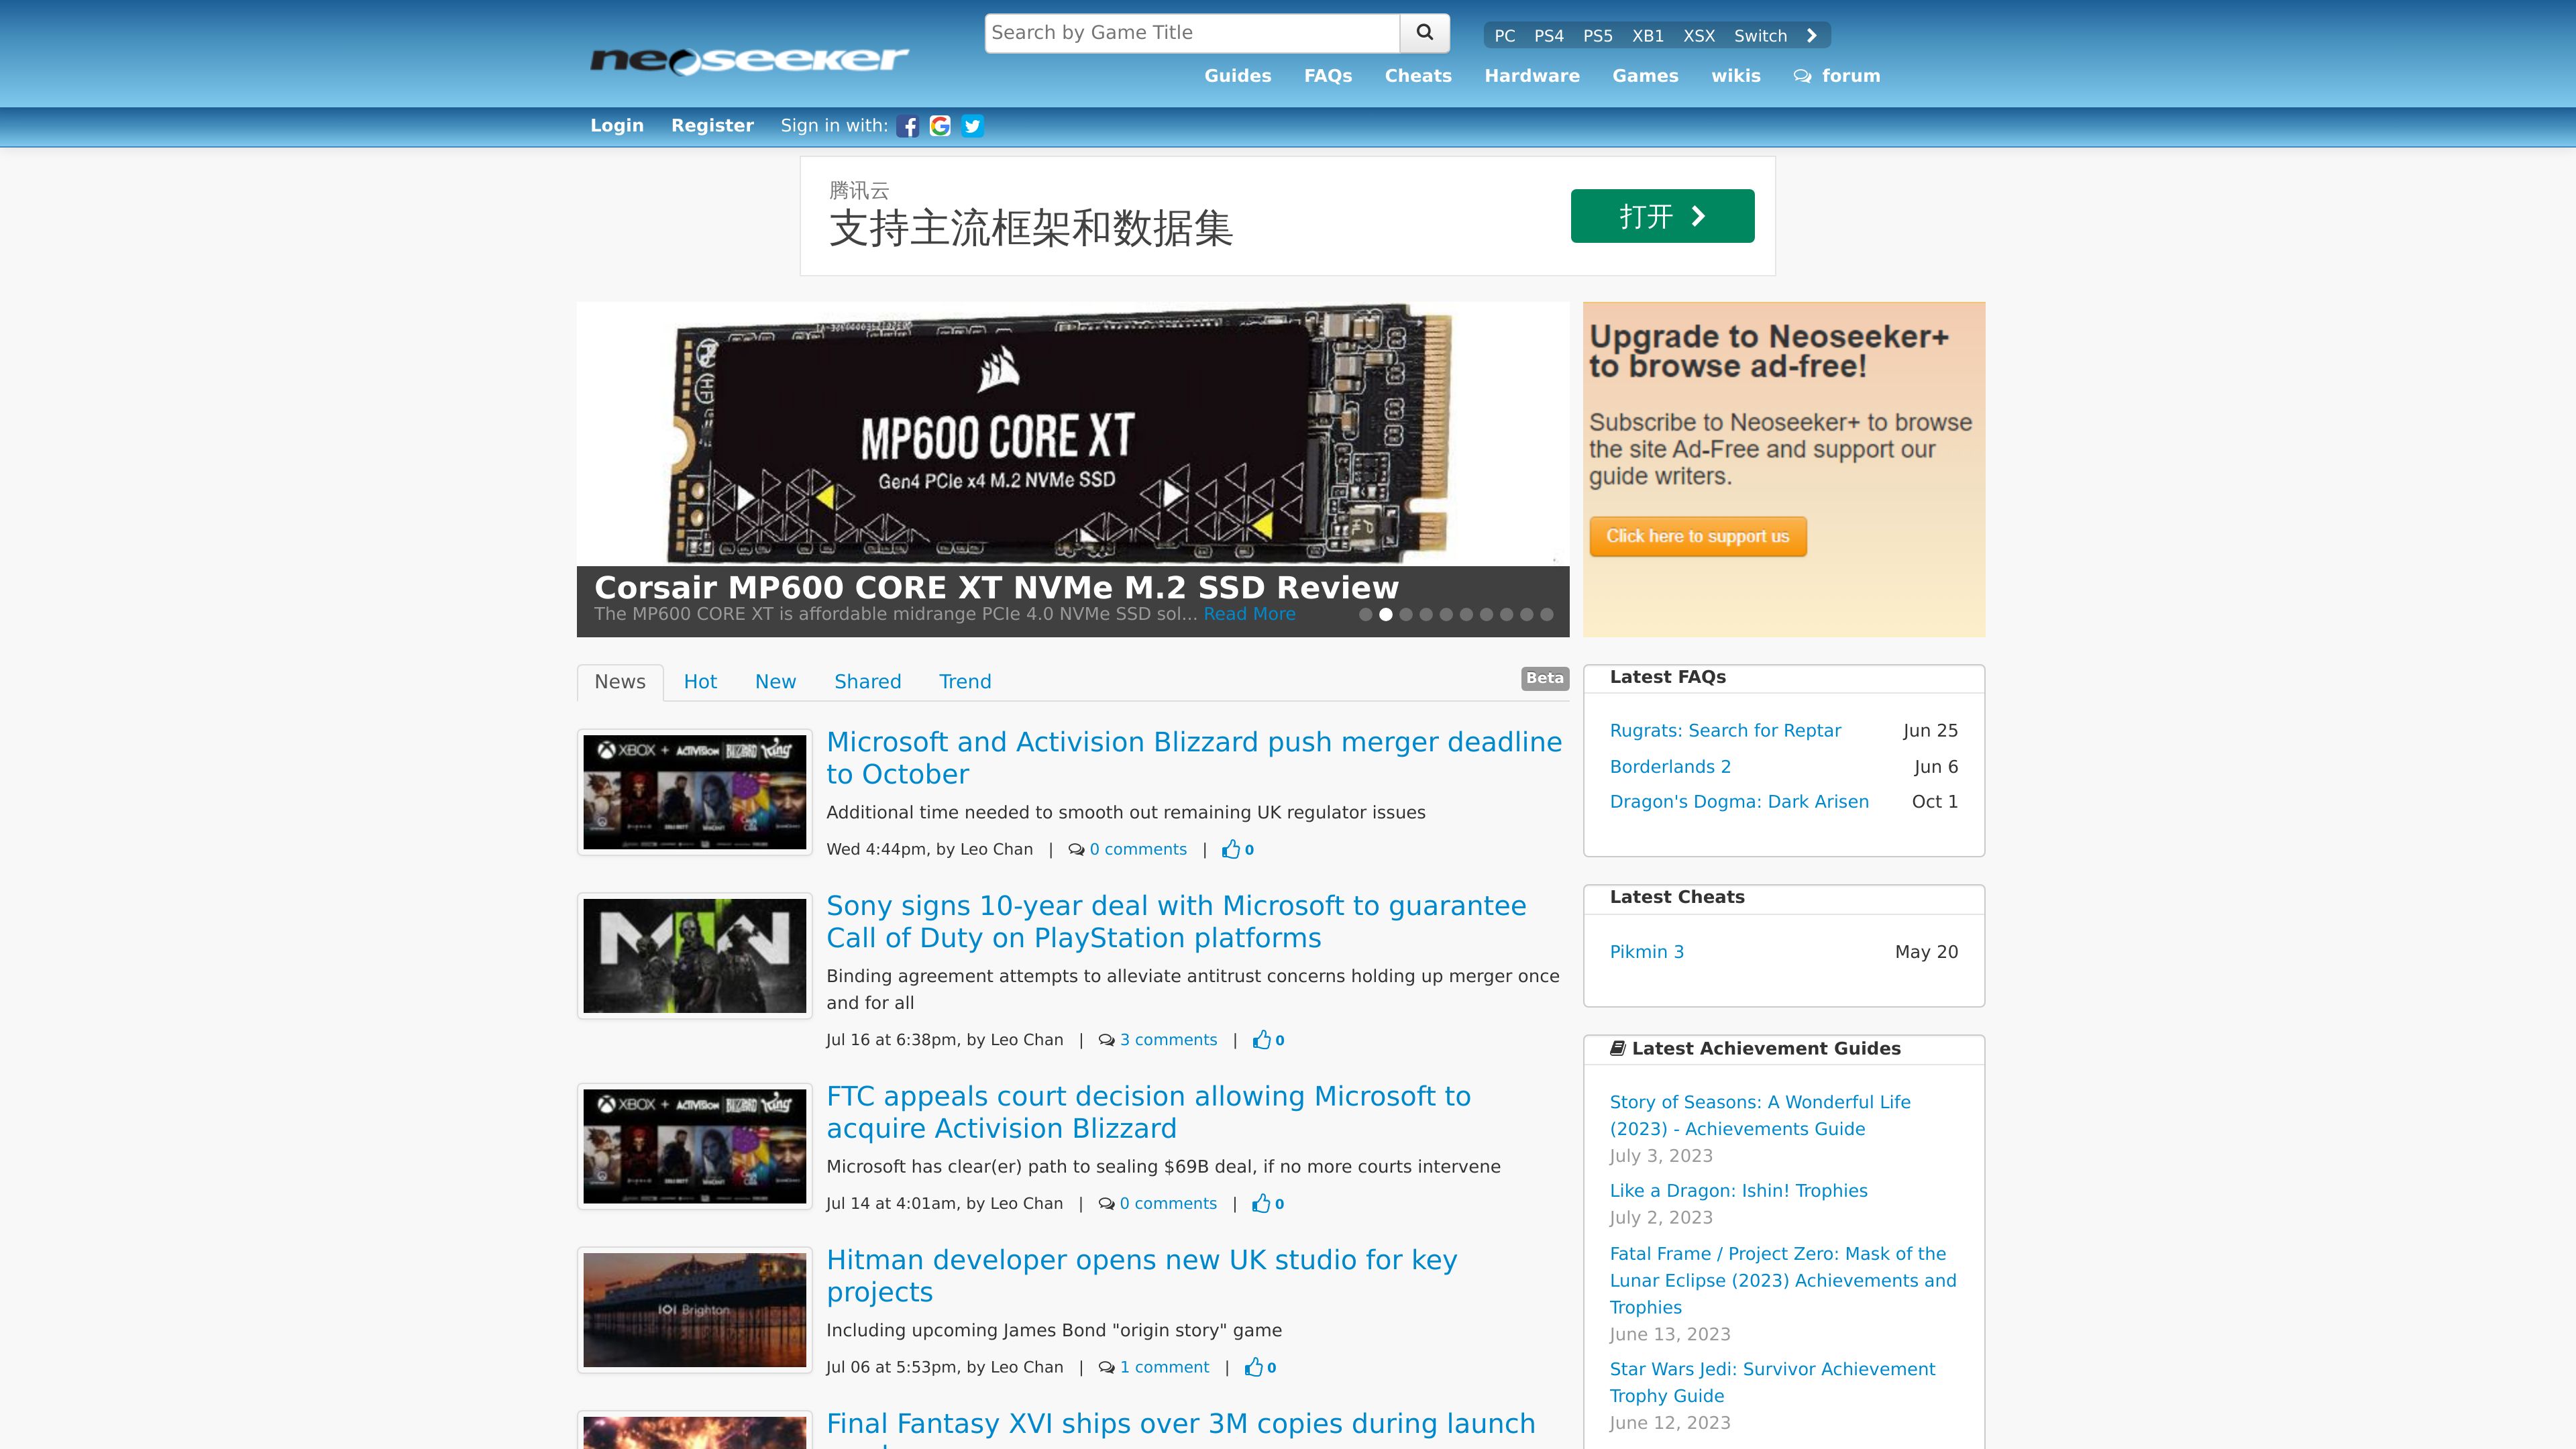 neoseeker
Search by Game Title
PC PS4 PS5 XB1 XSX Switch
Guides FAQs Cheats Hardware Games wikis forum
Login Register Sign in with:
腾讯云
支持主流框架和数据集
打开
MP600 CORE XT
Gen4 PCIe x4 M.2 NVMe SSD
Corsair MP600 CORE XT NVMe M.2 SSD Review
The MP600 CORE XT is affordable midrange PCIe 4.0 NVMe SSD sol... Read More
Upgrade to Neoseeker+
to browse ad-free!
Subscribe to Neoseeker+ to browse
the site Ad-Free and support our
guide writers.
Click here to support us
News Hot New Shared Trend Beta
XBOX + ACTIVISION BLIZZARD King
Microsoft and Activision Blizzard push merger deadline
to October
Additional time needed to smooth out remaining UK regulator issues
Wed 4:44pm, by Leo Chan | 0 comments | 0
Sony signs 10-year deal with Microsoft to guarantee
Call of Duty on PlayStation platforms
Binding agreement attempts to alleviate antitrust concerns holding up merger once
and for all
Jul 16 at 6:38pm, by Leo Chan | 3 comments | 0
XBOX + ACTIVISION BLIZZARD King
FTC appeals court decision allowing Microsoft to
acquire Activision Blizzard
Microsoft has clear(er) path to sealing $69B deal, if no more courts intervene
Jul 14 at 4:01am, by Leo Chan | 0 comments | 0
IOI Brighton
Hitman developer opens new UK studio for key
projects
Including upcoming James Bond "origin story" game
Jul 06 at 5:53pm, by Leo Chan | 1 comment | 0
Final Fantasy XVI ships over 3M copies during launch
Latest FAQs
Rugrats: Search for Reptar Jun 25
Borderlands 2 Jun 6
Dragon's Dogma: Dark Arisen Oct 1
Latest Cheats
Pikmin 3 May 20
Latest Achievement Guides
Story of Seasons: A Wonderful Life
(2023) - Achievements Guide
July 3, 2023
Like a Dragon: Ishin! Trophies
July 2, 2023
Fatal Frame / Project Zero: Mask of the
Lunar Eclipse (2023) Achievements and
Trophies
June 13, 2023
Star Wars Jedi: Survivor Achievement
Trophy Guide
June 12, 2023